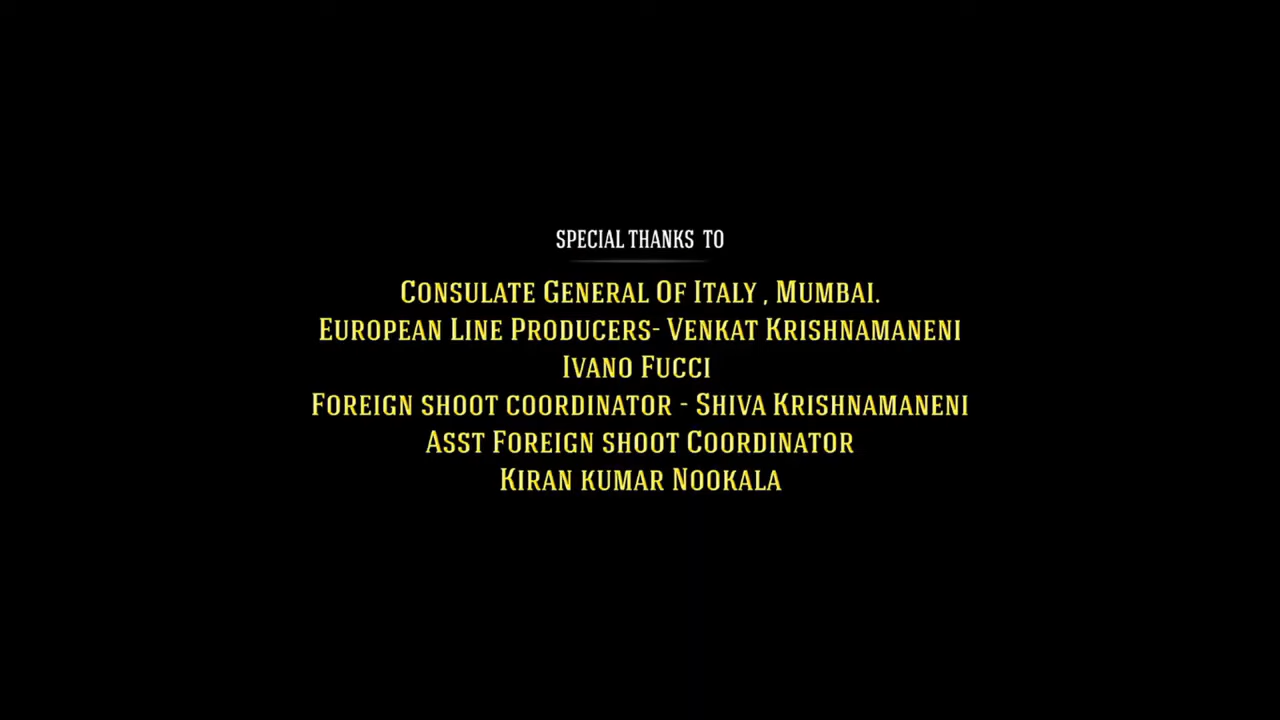 SPECIAL THANKS TO
CONSULATE GENERAL OF ITALY , MUMBAI.
EUROPEAN LINE PRODUCERS- VENKAT KRISHNAMANENI
IVANO FUCCI
FOREIGN SHOOT COORDINATOR - SHIVA KRISHNAMANENI
ASST FOREIGN SHOOT COORDINATOR
KIRAN KUMAR NOOKALA